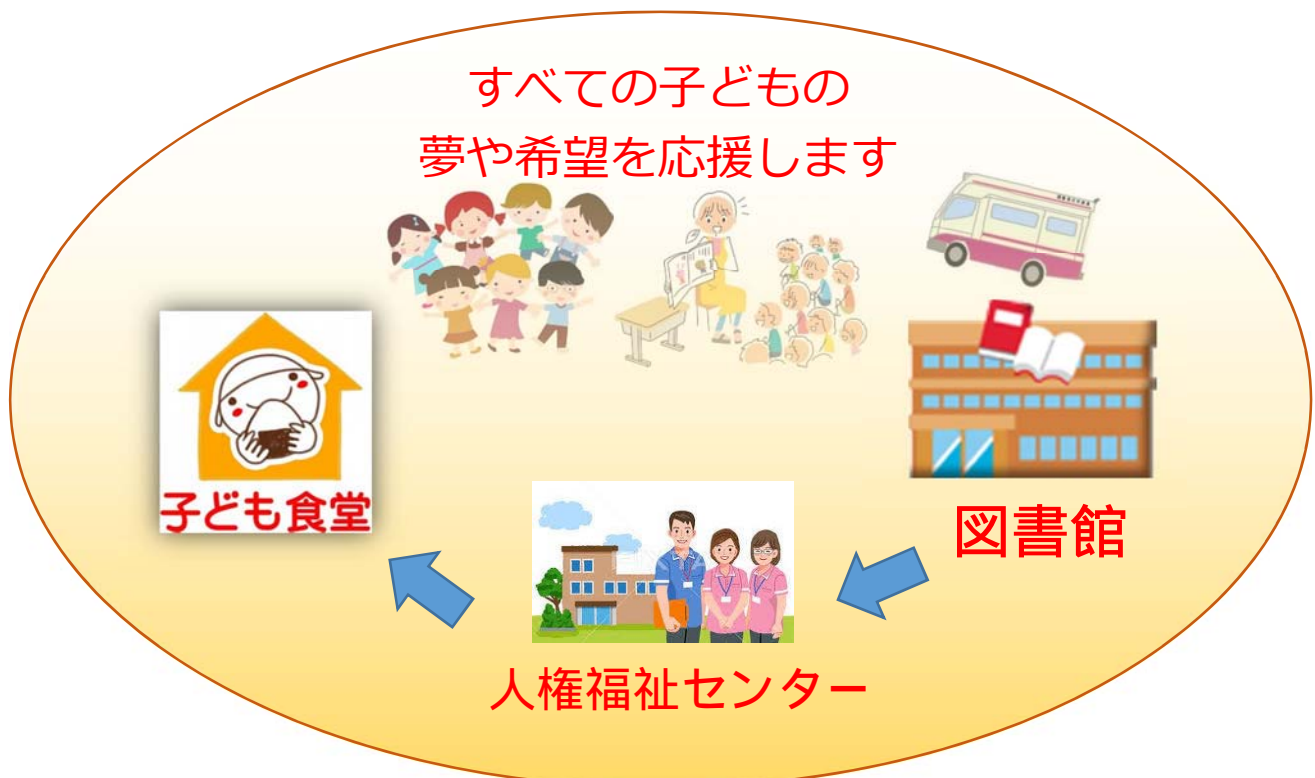 すべての子どもの
夢や希望を応援します
子ども食堂
図書館
人権福祉センター